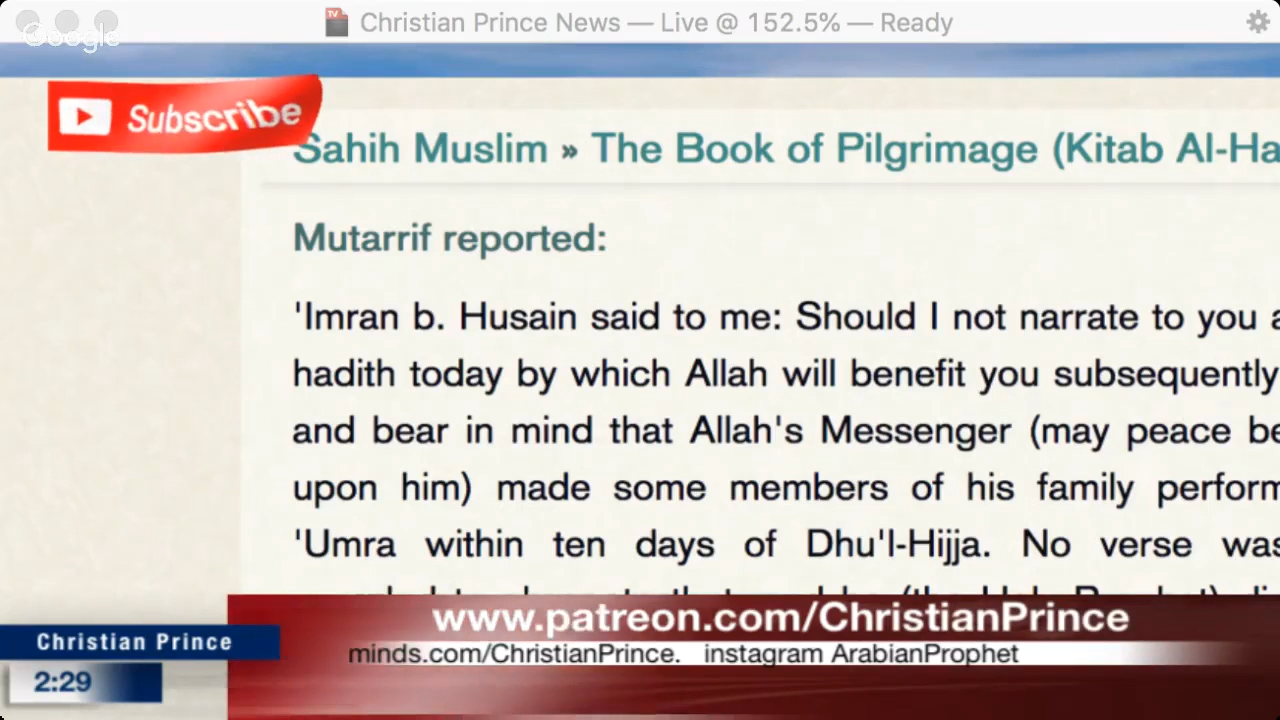 Christian Prince News — Live @ 152.5% — Ready
Google
Subscribe
Sahih Muslim » The Book of Pilgrimage (Kitab Al-Ha
Mutarrif reported:
'Imran b. Husain said to me: Should I not narrate to you a
hadith today by which Allah will benefit you subsequently
and bear in mind that Allah's Messenger (may peace be
upon him) made some members of his family perform
'Umra within ten days of Dhu'l-Hijja. No verse was
www.patreon.com/ChristianPrince
Christian Prince
minds.com/ChristianPrince. instagram ArabianProphet
2:29